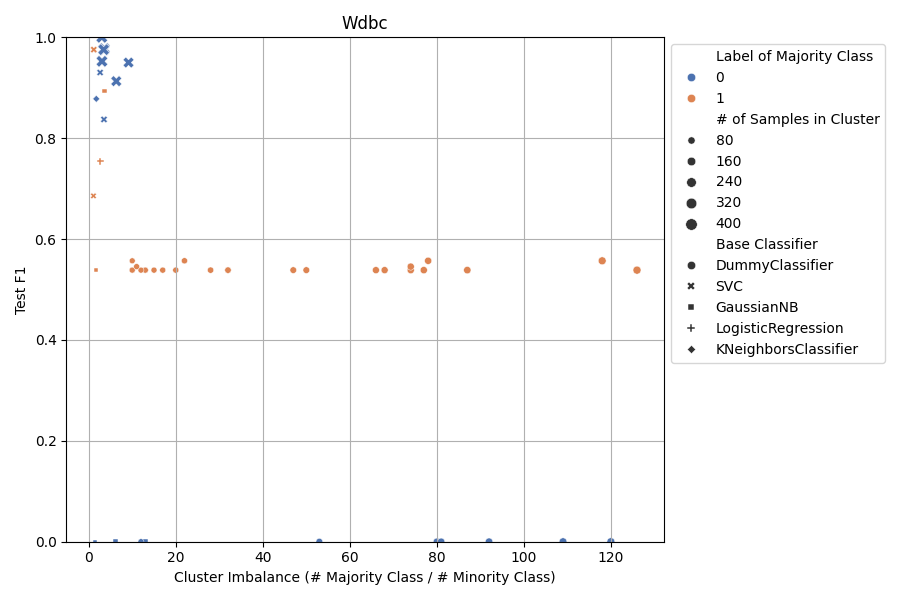 Wdbc
1.0
0.8
0.6
0.4
0.2
0.0
Test F1
0 20 40 60 80 100 120
Cluster Imbalance (# Majority Class / # Minority Class)
Label of Majority Class
0
1
# of Samples in Cluster
80
160
240
320
400
Base Classifier
DummyClassifier
SVC
GaussianNB
LogisticRegression
KNeighborsClassifier